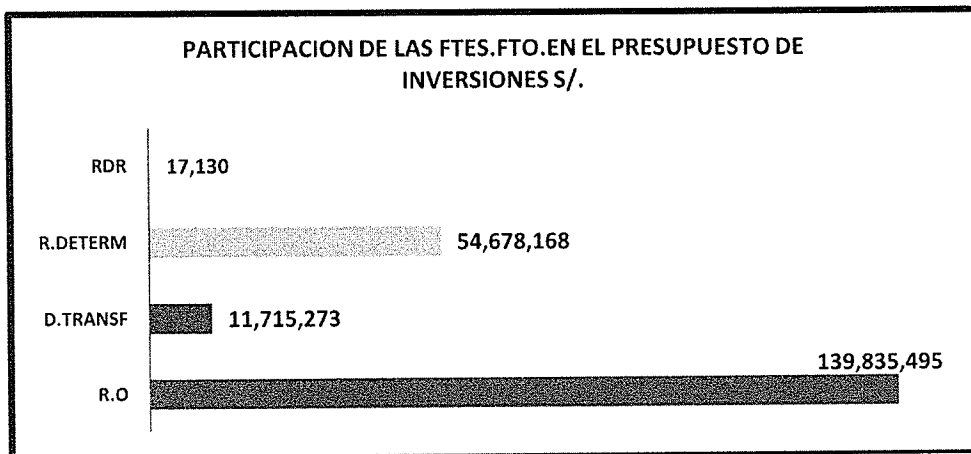 PARTICIPACION DE LAS FTES.FTO.EN EL PRESUPUESTO DE
INVERSIONES S/.
RDR 17,130
R.DETERM 54,678,168
D.TRANSF 11,715,273
R.O 139,835,495